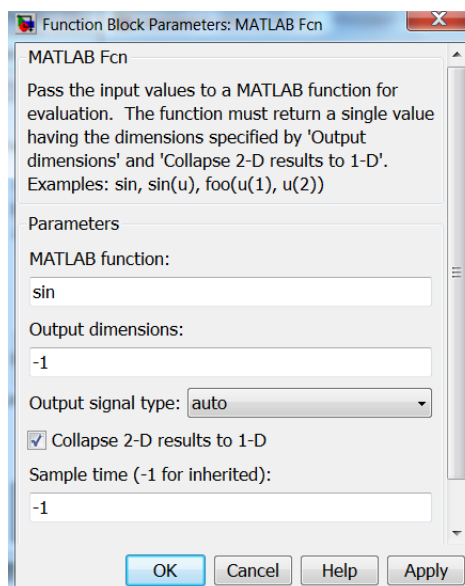 Function Block Parameters: MATLAB Fcn
MATLAB Fcn
Pass the input values to a MATLAB function for
evaluation. The function must return a single value
having the dimensions specified by 'Output
dimensions' and 'Collapse 2-D results to 1-D'.
Examples: sin, sin(u), foo(u(1), u(2))
Parameters
MATLAB function:
sin
Output dimensions:
-1
Output signal type: auto
Collapse 2-D results to 1-D
Sample time (-1 for inherited):
-1
OK Cancel Help Apply